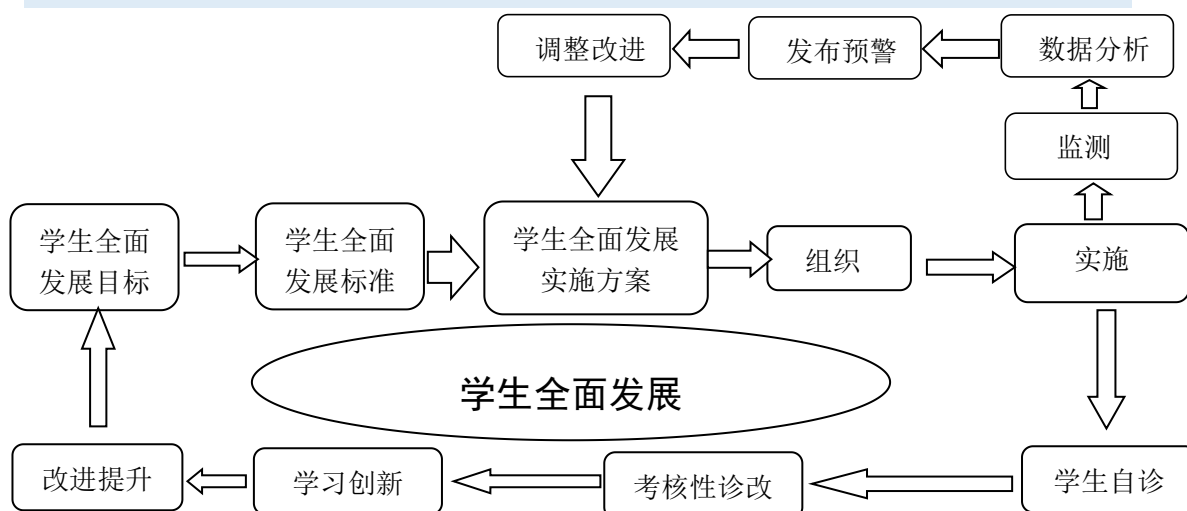 调整改进
发布预警
数据分析
监测
学生全面
发展目标
学生全面
发展标准
学生全面发展
实施方案
组织
实施
学生全面发展
改进提升
学习创新
考核性诊改
学生自诊